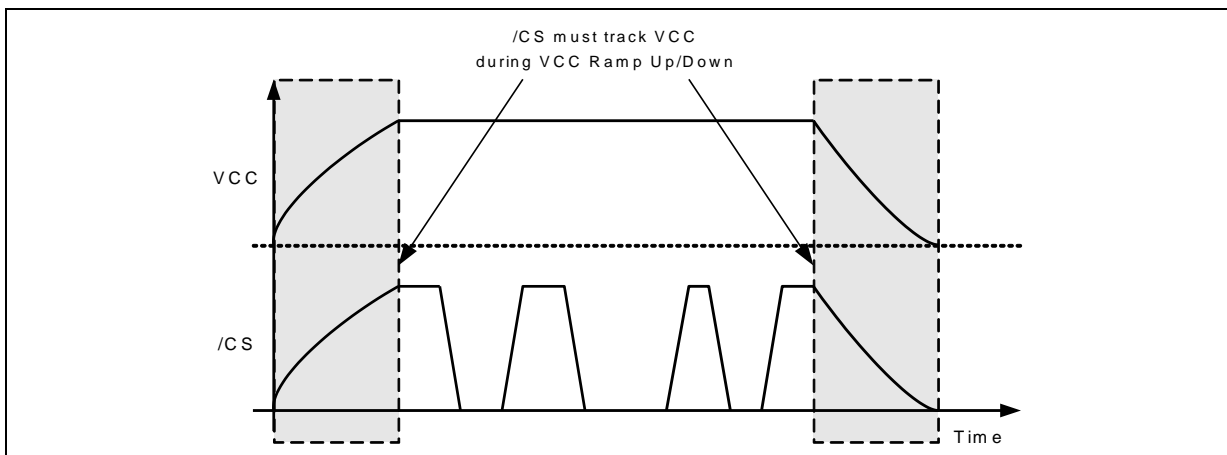 /CS must track VCC
during VCC Ramp Up/Down
VCC
/CS
Time